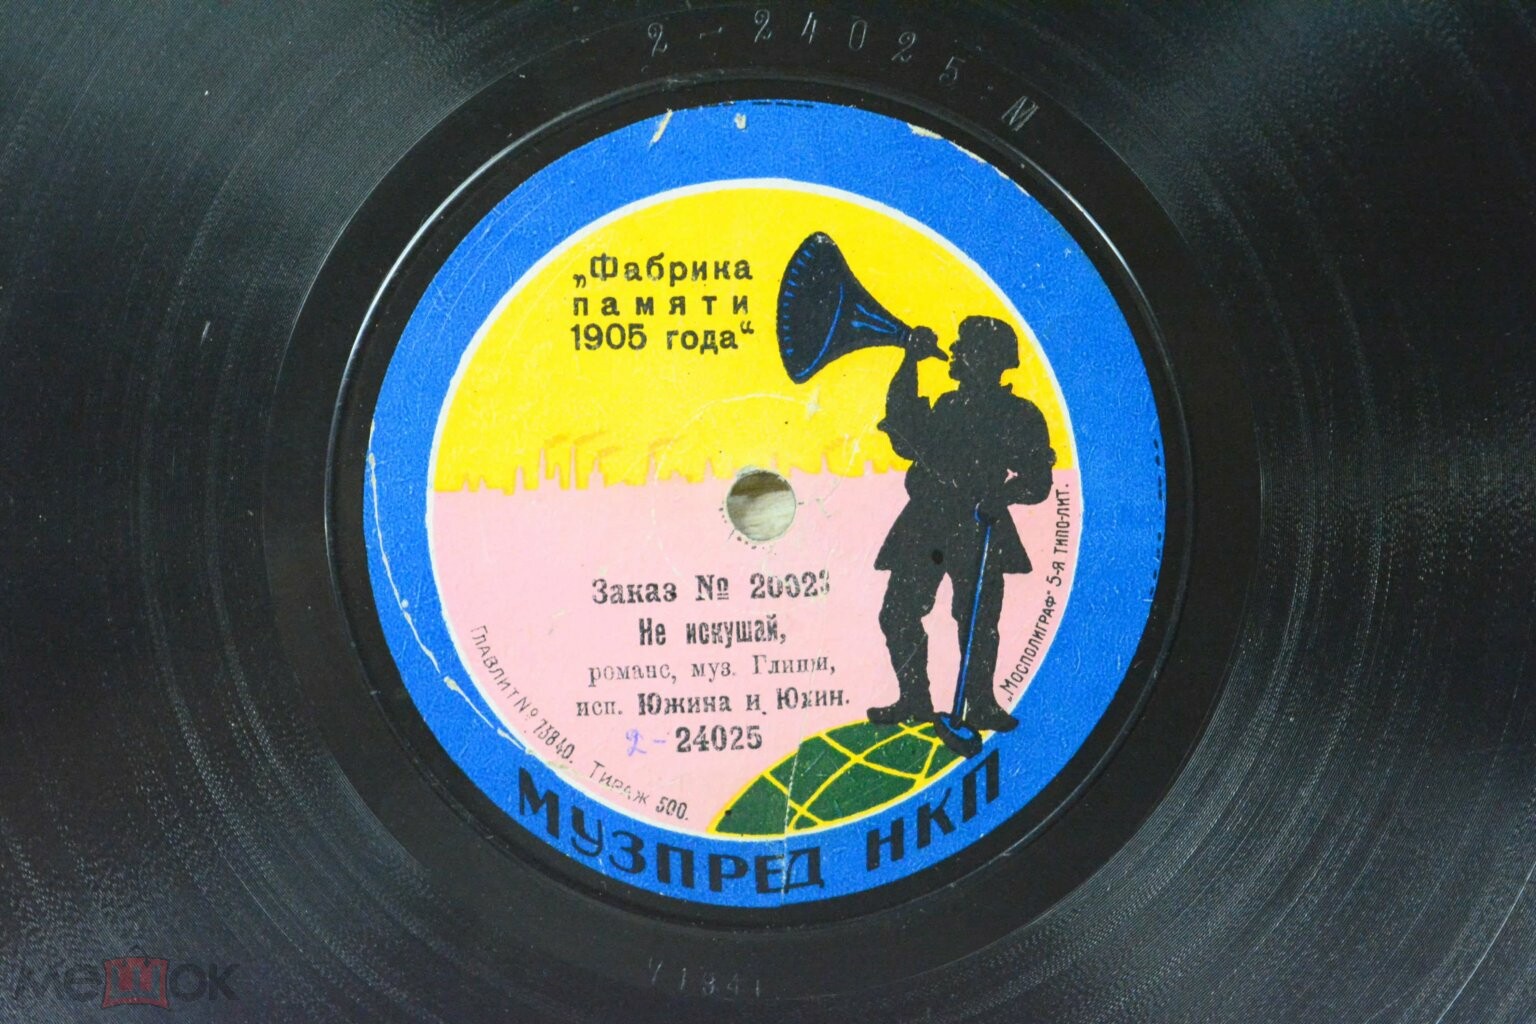 2-24025-М
„Фабрика
памяти
1905 года“
Заказ № 20023
Не искушай,
романс, муз. Глинки,
исп. Южина и Южин.
2-24025
Главлит № 73840. Тираж 500.
„Мосполиграф" 5-я типо-лит.
МУЗПРЕД НКП
мешок